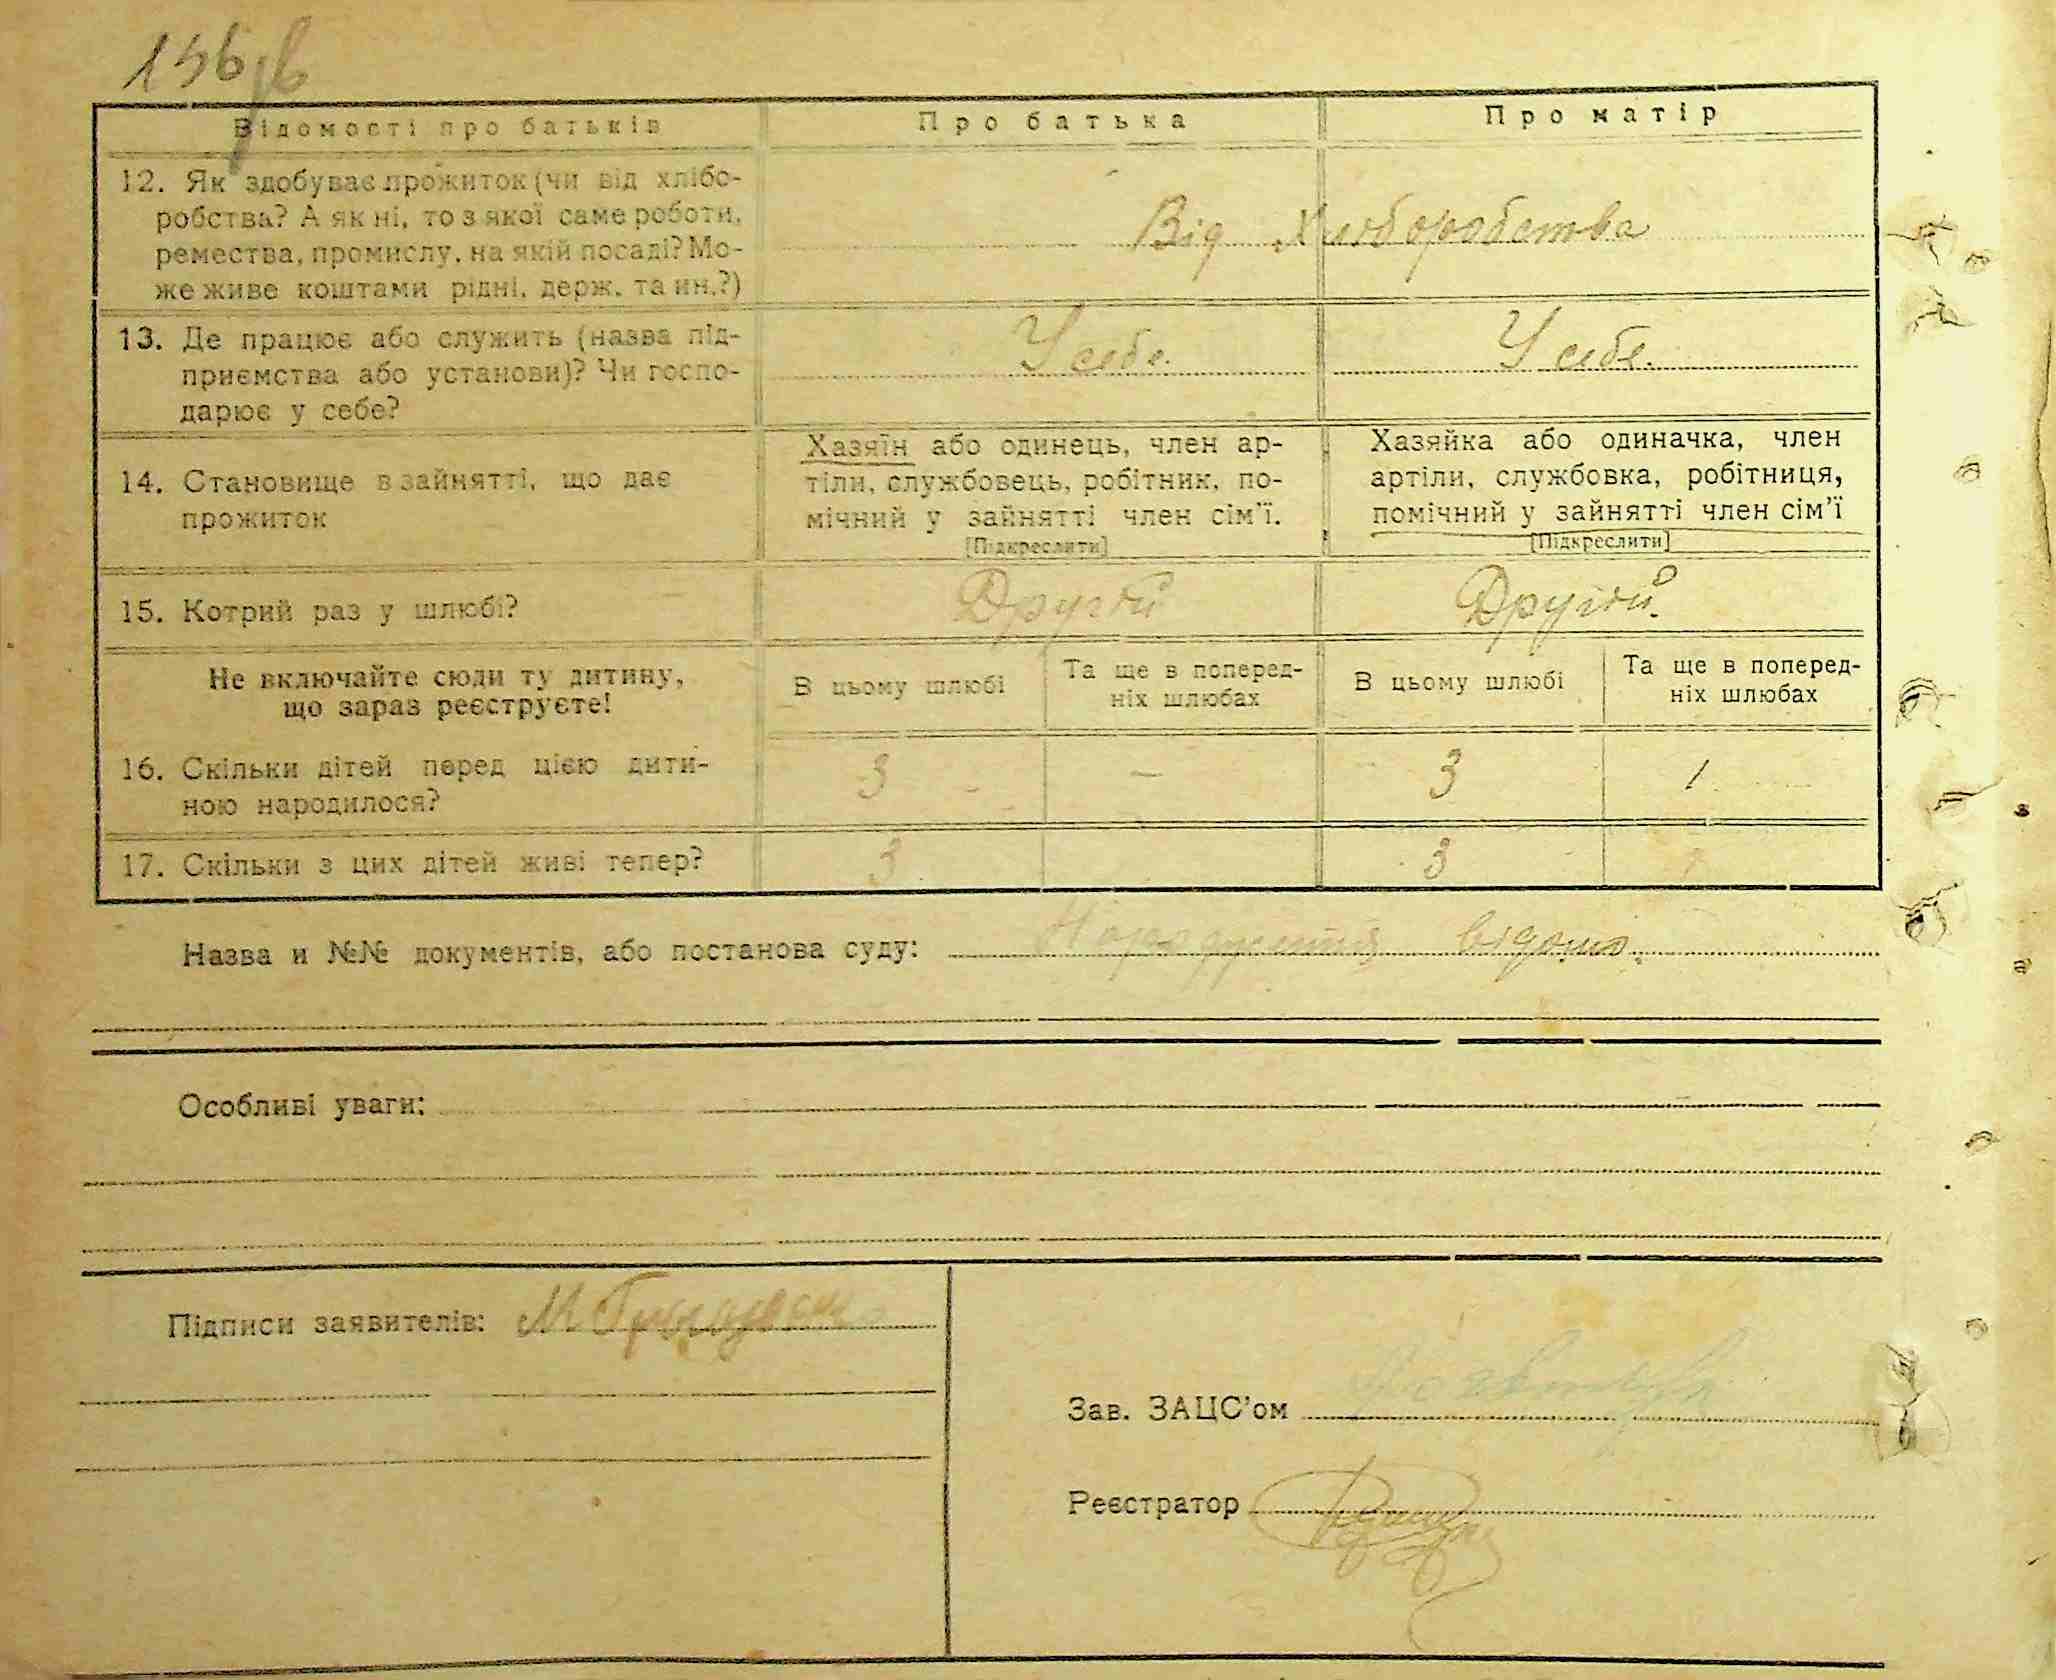 Відомості про батьків
Про батька
Про матір
12. Як здобуває прожиток (чи від хлібо-
робства? А як ні, то з якої саме роботи,
ремества, промислу, на якій посаді? Мо-
же живе коштами рідні, держ. та ин.?)
Від Хліборобства
13. Де працює або служить (назва під-
приємства або установи)? Чи госпо-
дарює у себе?
У себе.
У себе.
14. Становище в зайнятті, що дає
прожиток
Хазяїн або одинець, член ар-
тіли, службовець, робітник, по-
мічний у зайнятті член сім'ї.
[Підкреслити]
Хазяйка або одиначка, член
артіли, службовка, робітниця,
помічний у зайнятті член сім'ї
[Підкреслити]
15. Котрий раз у шлюбі?
Другой
Другой.
Не включайте сюди ту дитину,
що зараз реєструєте!
В цьому шлюбі
Та ще в поперед-
ніх шлюбах
В цьому шлюбі
Та ще в поперед-
ніх шлюбах
16. Скільки дітей перед цією дити-
ною народилося?
3
–
3
1
17. Скільки з цих дітей живі тепер?
3
3
Назва и №№ документів, або постанова суду:
Особливі уваги:
Підписи заявителів:
Зав. ЗАЦС'ом
Реєстратор